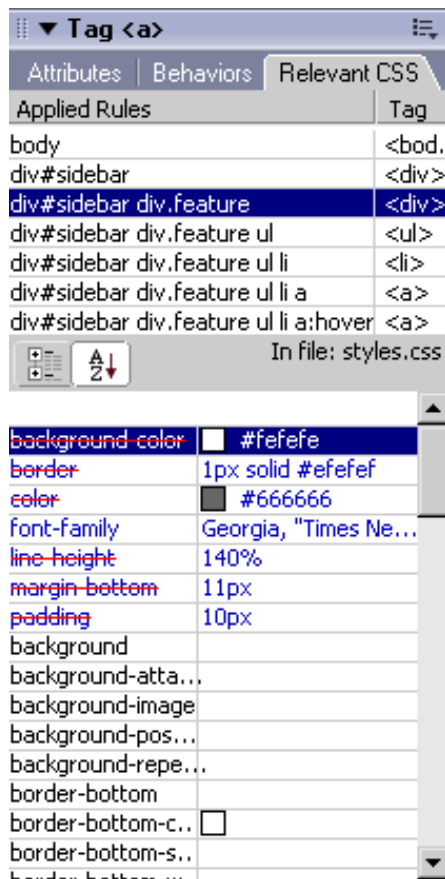 Tag <a>
Attributes Behaviors Relevant CSS
Applied Rules Tag
body <bod.
div#sidebar <div>
div#sidebar div.feature <div>
div#sidebar div.feature ul <ul>
div#sidebar div.feature ul li <li>
div#sidebar div.feature ul li a <a>
div#sidebar div.feature ul li a:hover <a>
A Z In file: styles.css
background-color #fefefe
border 1px solid #efefef
color #666666
font-family Georgia, "Times Ne...
line-height 140%
margin-bottom 11px
padding 10px
background
background-atta...
background-image
background-pos...
background-repe...
border-bottom
border-bottom-c..
border-bottom-s..